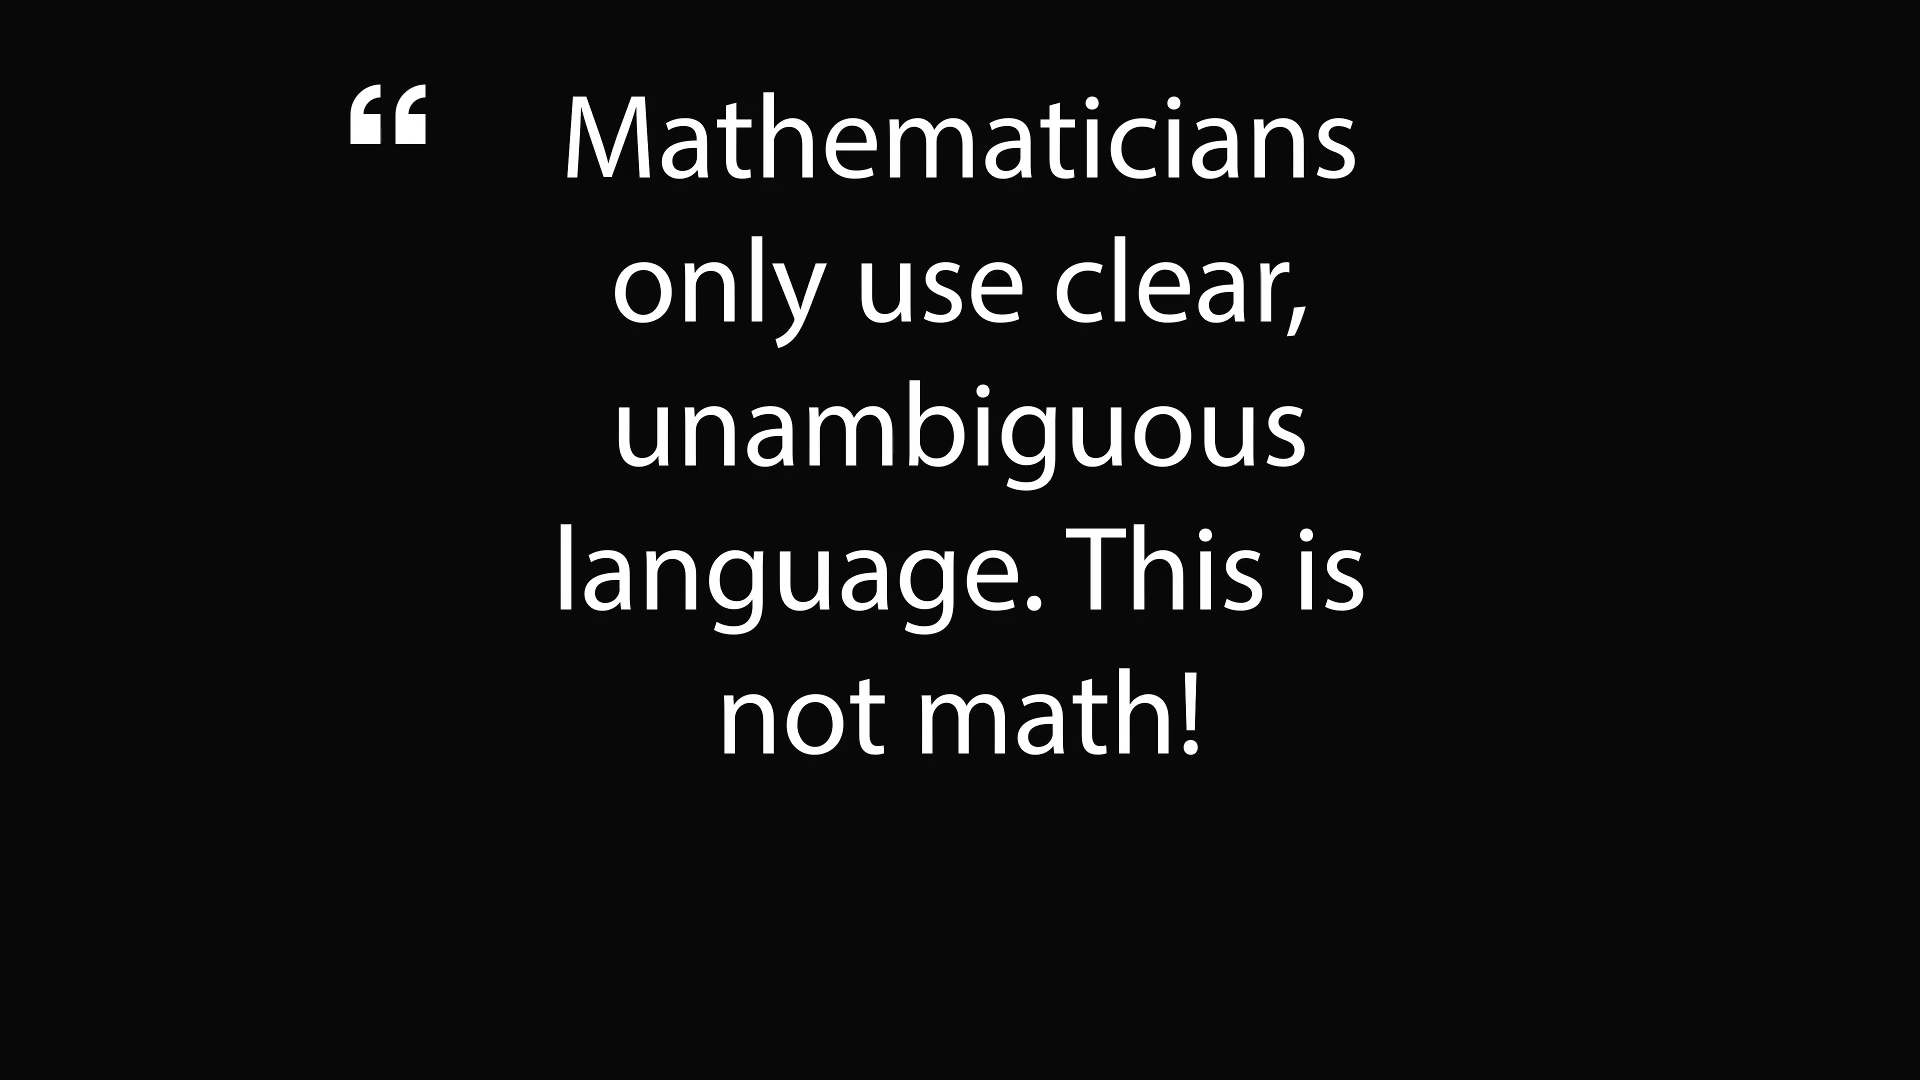 “ Mathematicians
only use clear,
unambiguous
language. This is
not math!